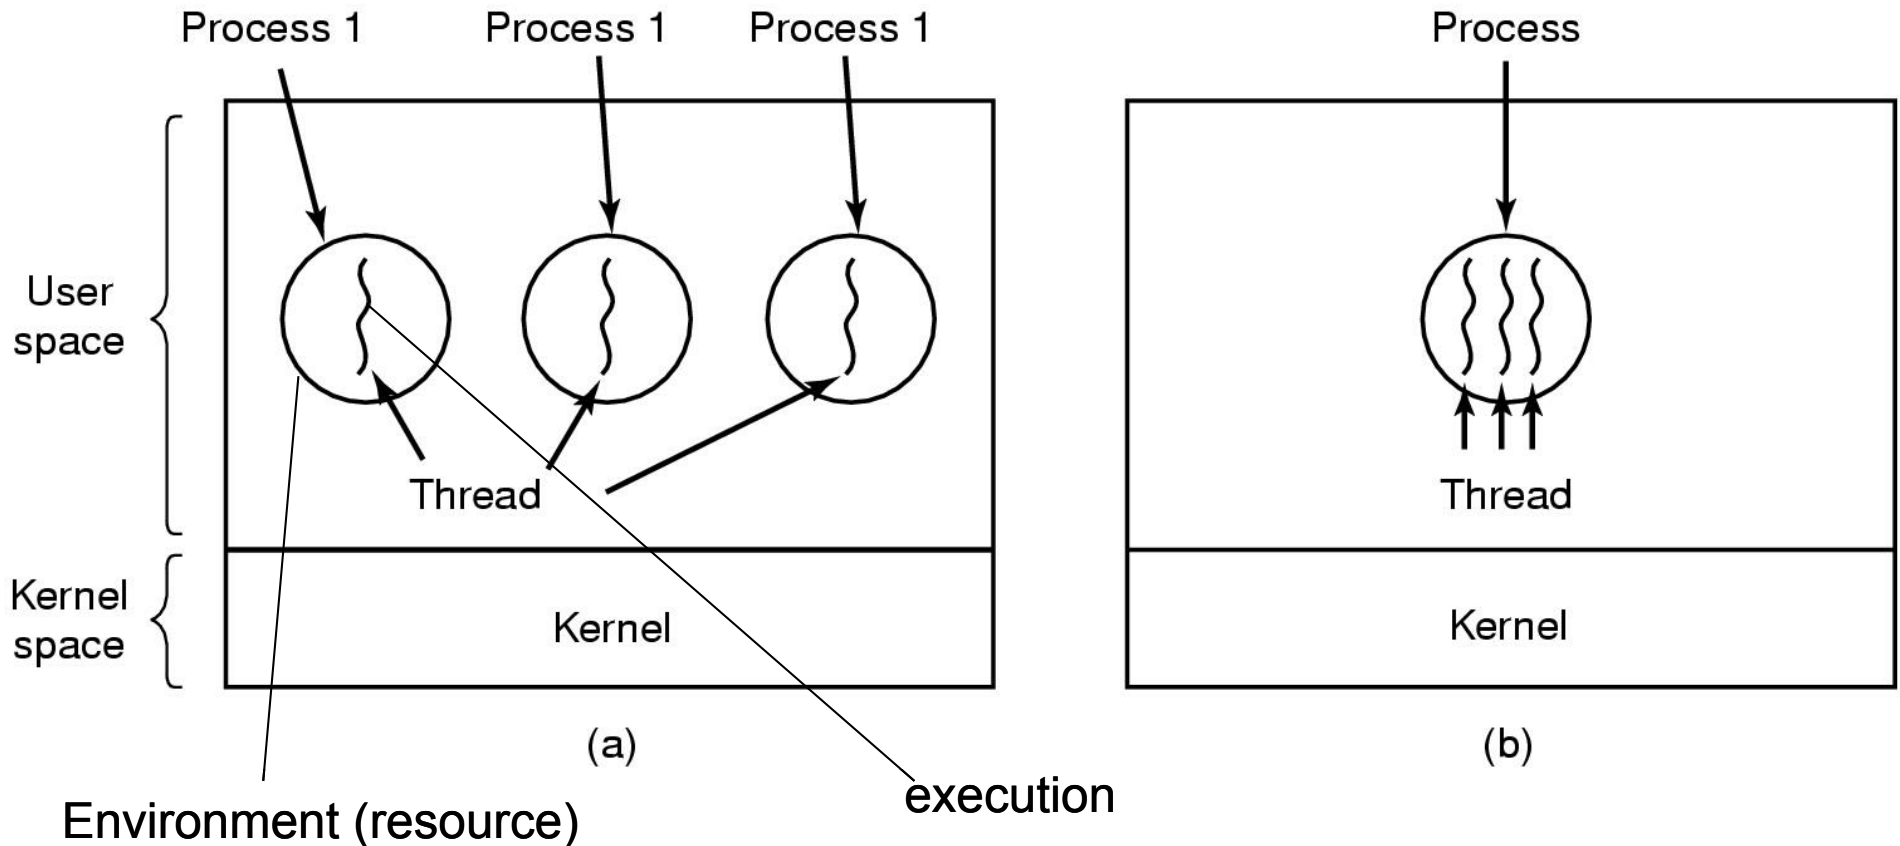 Process 1 Process 1 Process 1 Process
User
space
Thread Thread
Kernel
space
Kernel Kernel
(a) (b)
Environment (resource) execution